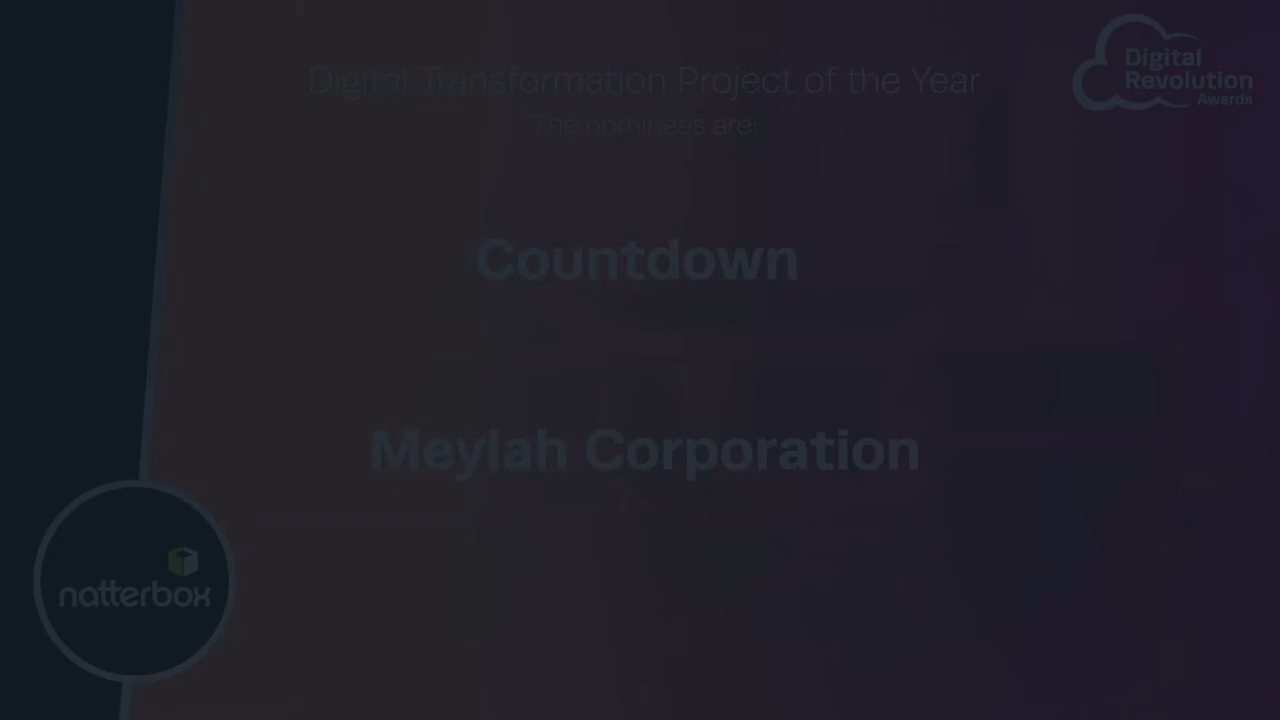 Digital Transformation Project of the Year
The nominees are:
Countdown
Meylah Corporation
Digital
Revolution
Awards
natterbox